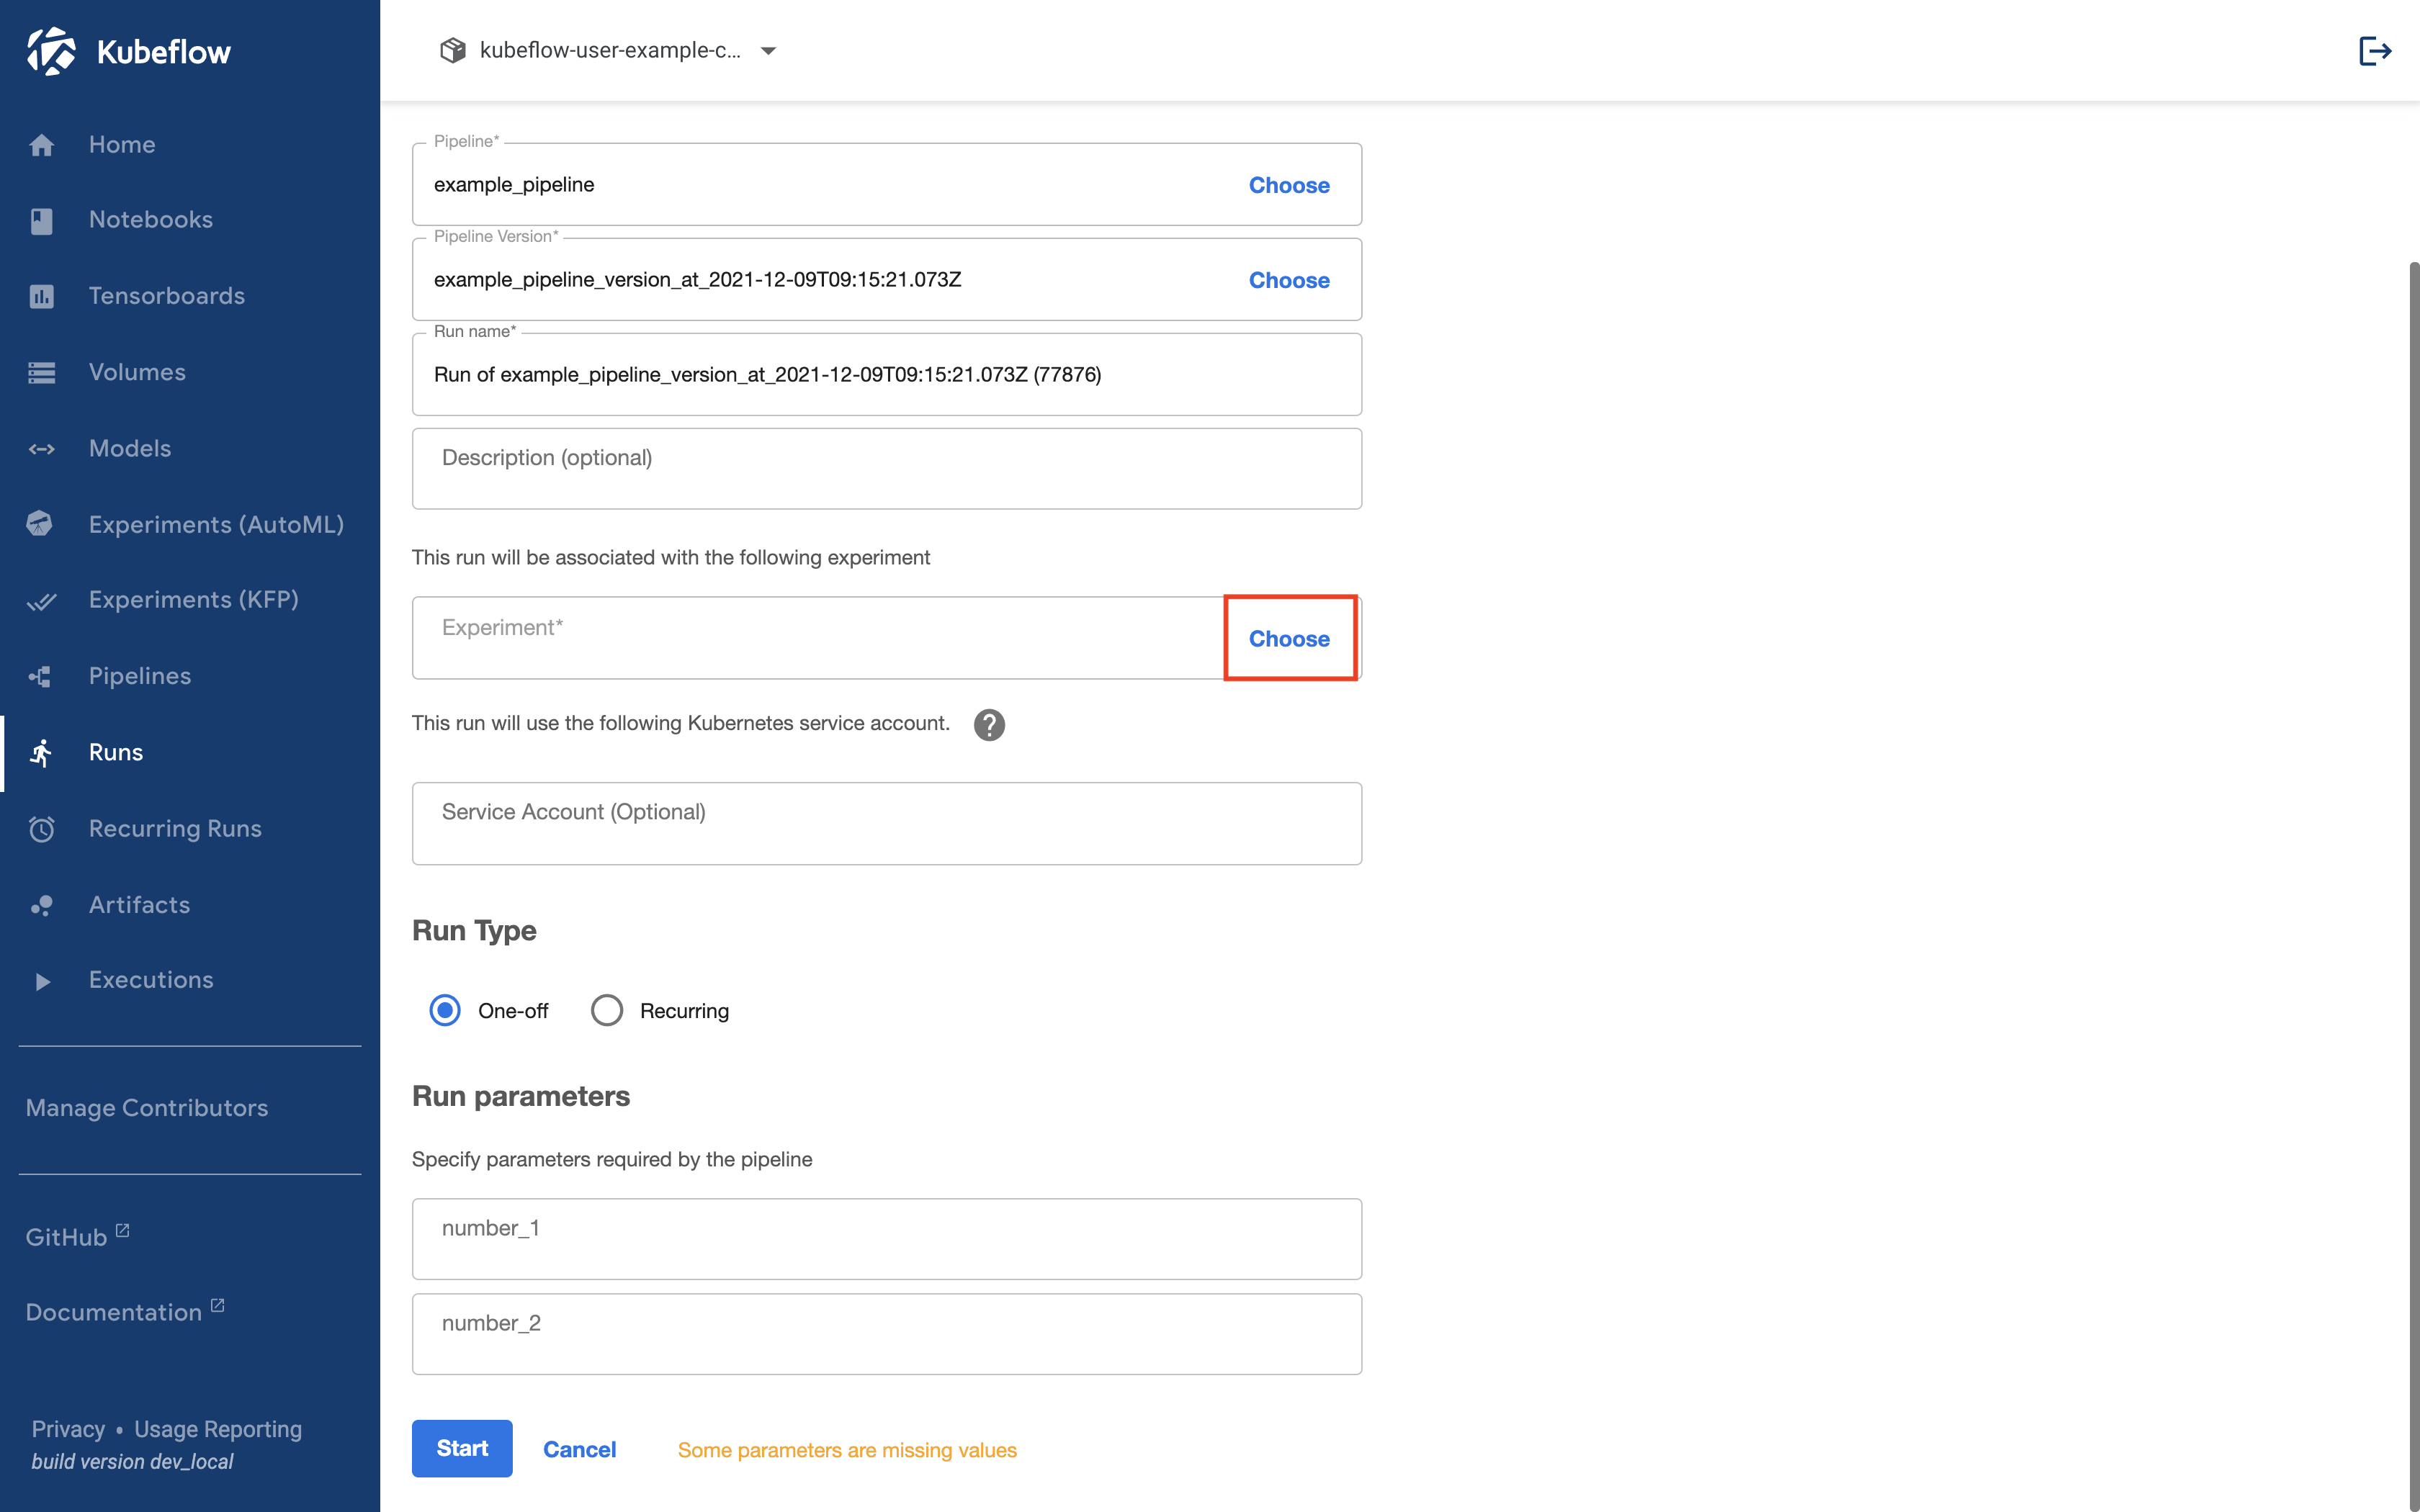 Kubeflow
Home
Notebooks
Tensorboards
Volumes
Models
Experiments (AutoML)
Experiments (KFP)
Pipelines
Runs
Recurring Runs
Artifacts
Executions
Manage Contributors
GitHub
Documentation
Privacy • Usage Reporting
build version dev_local
kubeflow-user-example-c...
Pipeline*
example_pipeline
Choose
Pipeline Version*
example_pipeline_version_at_2021-12-09T09:15:21.073Z
Choose
Run name*
Run of example_pipeline_version_at_2021-12-09T09:15:21.073Z (77876)
Description (optional)
This run will be associated with the following experiment
Experiment*
Choose
This run will use the following Kubernetes service account.
?
Service Account (Optional)
Run Type
One-off
Recurring
Run parameters
Specify parameters required by the pipeline
number_1
number_2
Start
Cancel
Some parameters are missing values